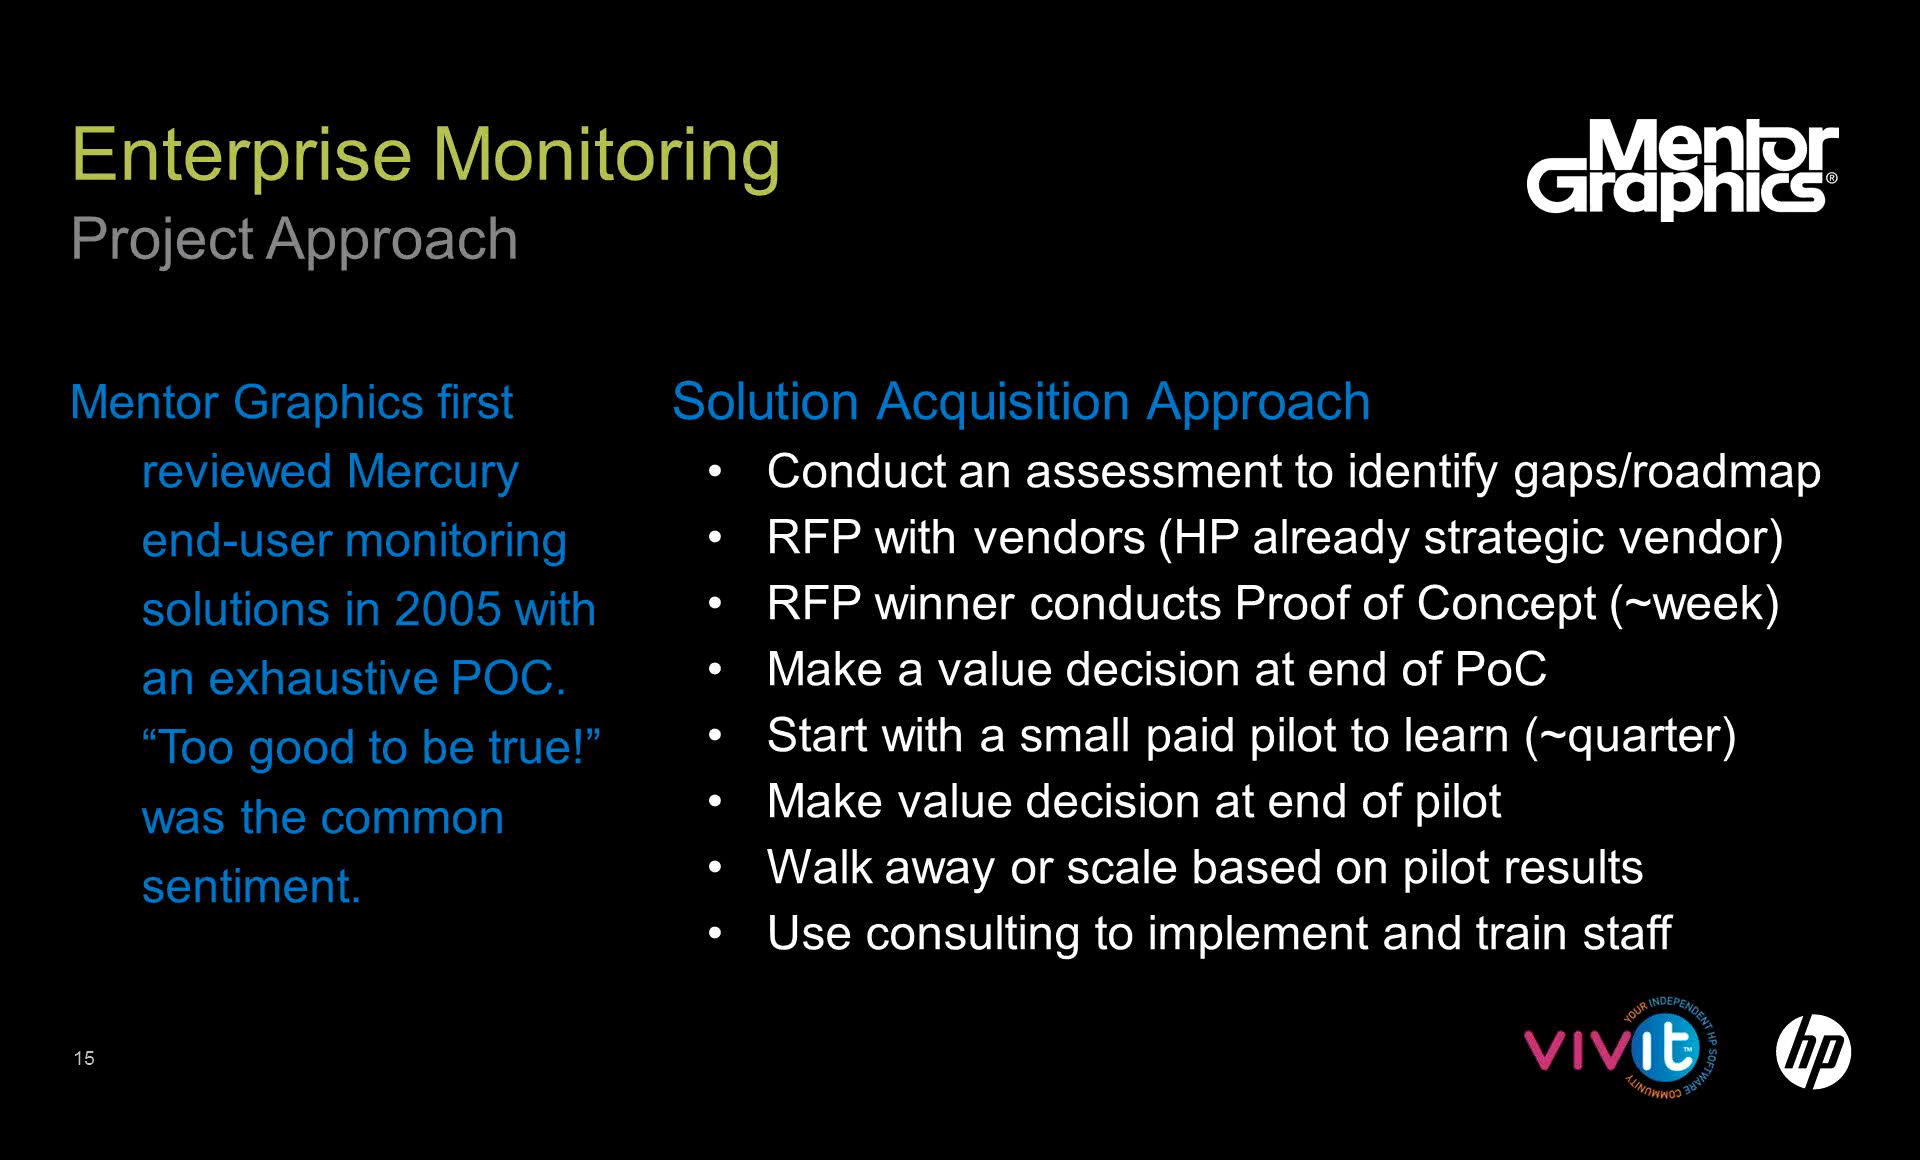 Enterprise Monitoring
Project Approach
Mentor
Graphics®
Mentor Graphics first
reviewed Mercury
end-user monitoring
solutions in 2005 with
an exhaustive POC.
“Too good to be true!”
was the common
sentiment.
Solution Acquisition Approach
• Conduct an assessment to identify gaps/roadmap
• RFP with vendors (HP already strategic vendor)
• RFP winner conducts Proof of Concept (~week)
• Make a value decision at end of PoC
• Start with a small paid pilot to learn (~quarter)
• Make value decision at end of pilot
• Walk away or scale based on pilot results
• Use consulting to implement and train staff
15
vivit™
YOUR INDEPENDENT HP SOFTWARE COMMUNITY
hp